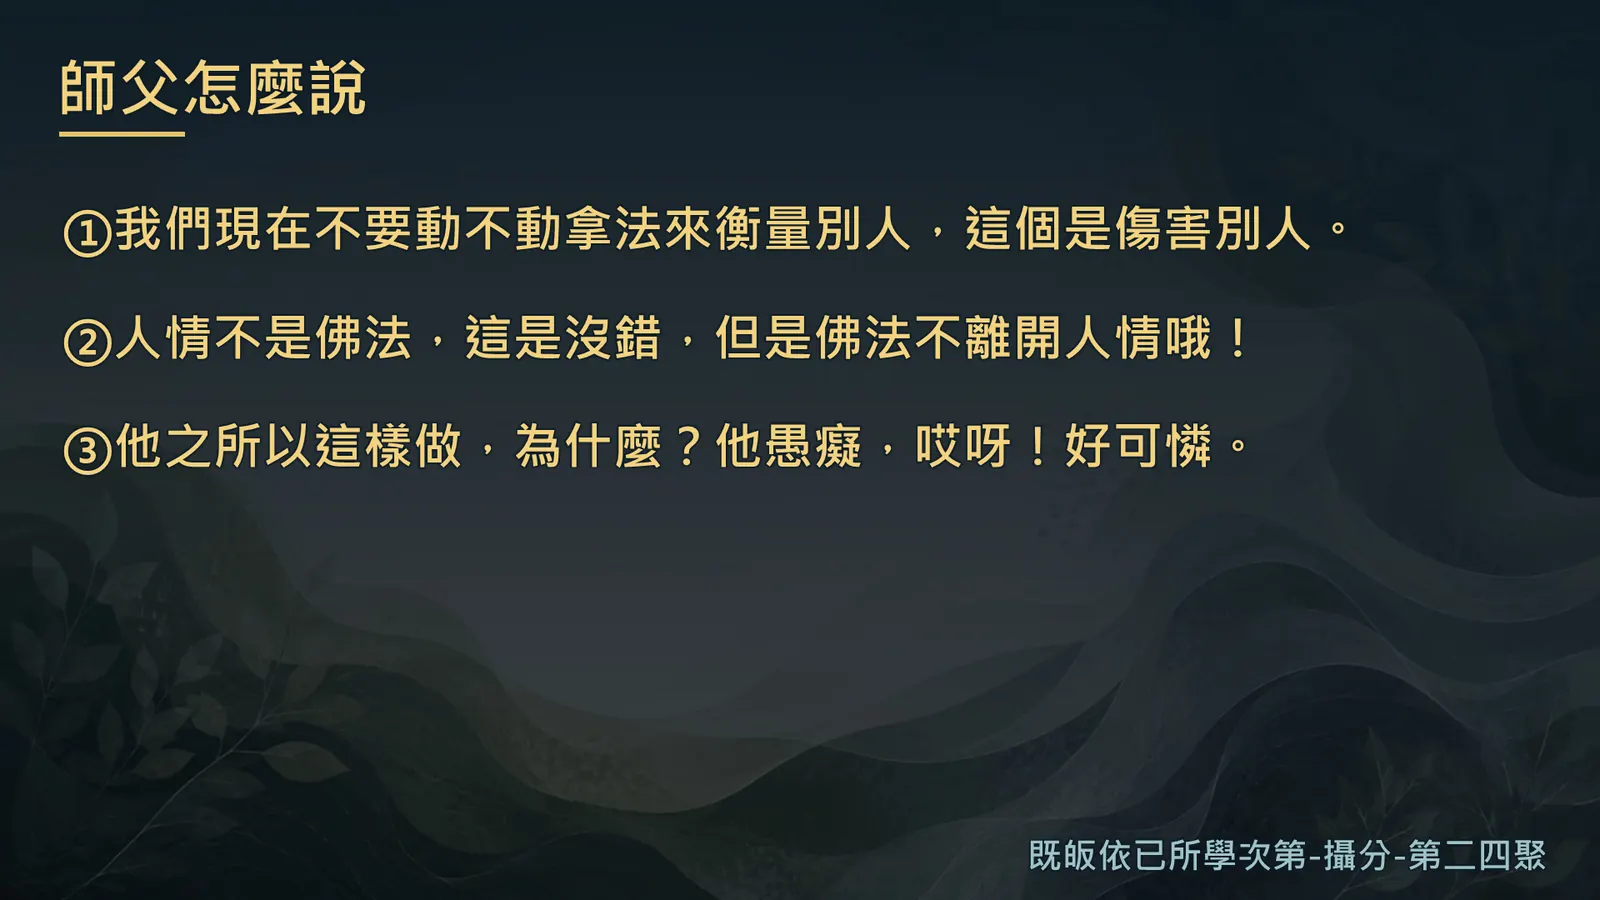 師父怎麼說
①我們現在不要動不動拿法來衡量別人，這個是傷害別人。
②人情不是佛法，這是沒錯，但是佛法不離開人情哦！
③他之所以這樣做，為什麼？他愚癡，哎呀！好可憐。
既皈依已所學次第-攝分-第二四聚